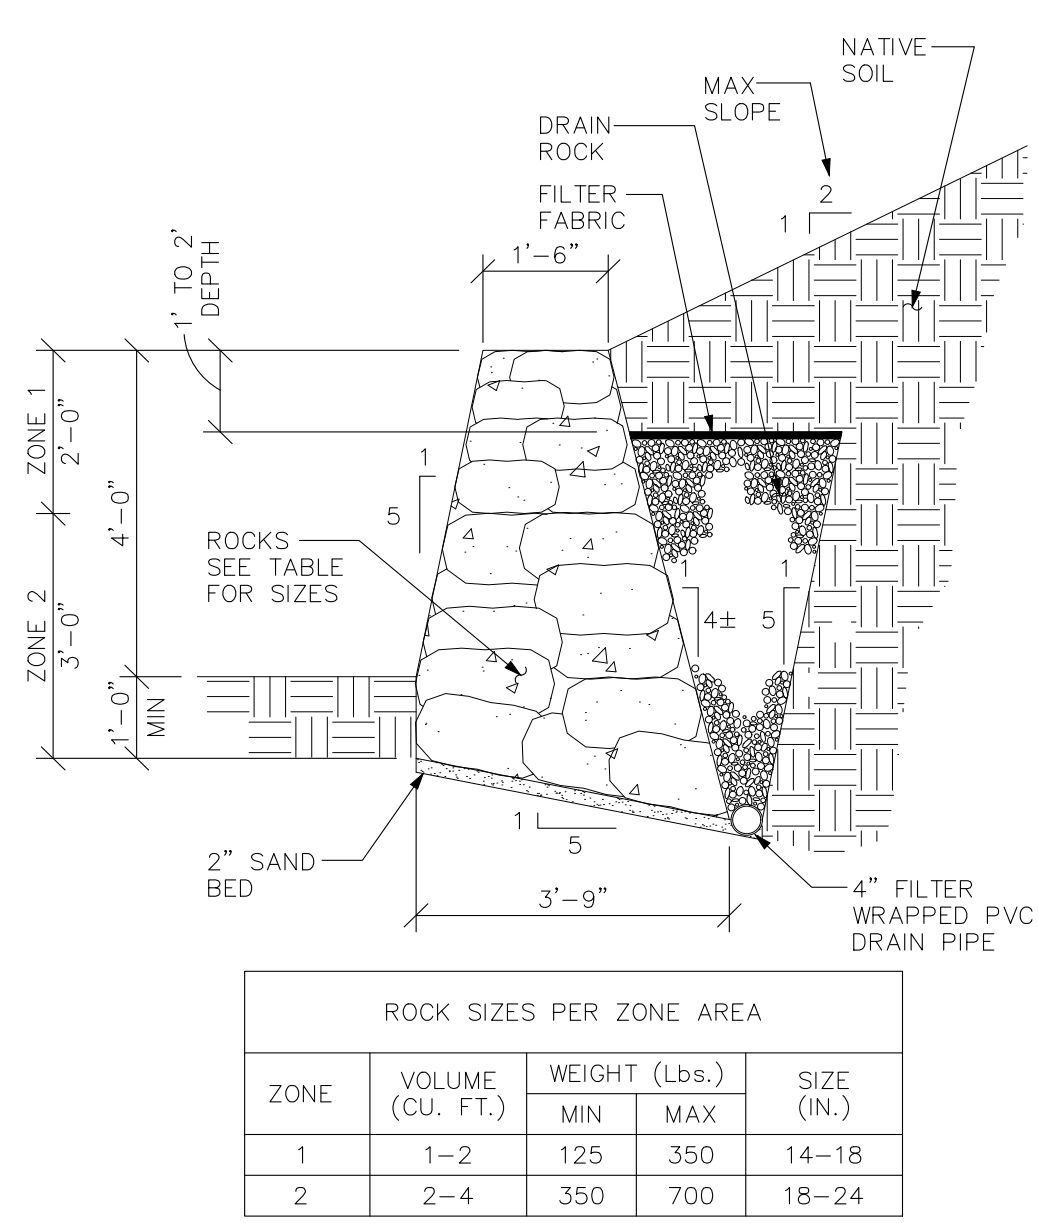 NATIVE
SOIL
MAX
SLOPE
DRAIN
ROCK
FILTER
FABRIC
2
1
1'-6"
1' TO 2'
DEPTH
ZONE 1
2'-0"
4'-0"
1
5
ROCKS
SEE TABLE
FOR SIZES
1
4±
1
5
ZONE 2
3'-0"
1'-0"
MIN
1
5
2" SAND
BED
3'-9"
4" FILTER
WRAPPED PVC
DRAIN PIPE
ROCK SIZES PER ZONE AREA
ZONE
VOLUME
(CU. FT.)
WEIGHT (Lbs.)
MIN
MAX
SIZE
(IN.)
1 1-2 125 350 14-18
2 2-4 350 700 18-24